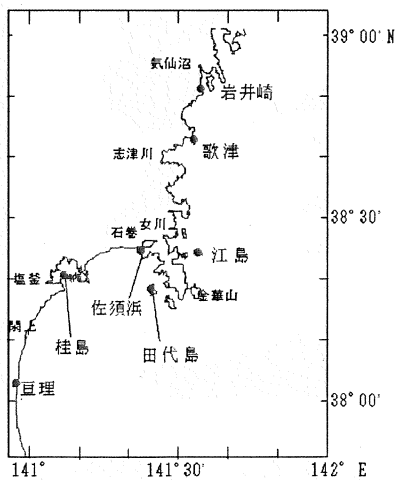 39°00′N
気仙沼
岩井崎
歌津
志津川
38°30′
女川
石巻
江島
塩釜
金華山
佐須浜
閖上
桂島
田代島
亘理
38°00′
141°
141°30′
142° E